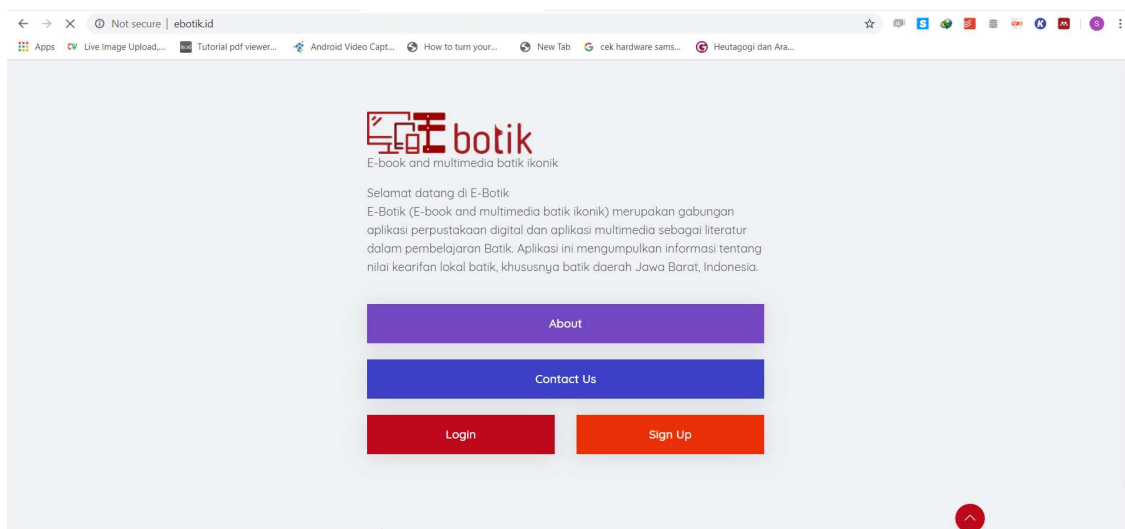 Not secure | ebotik.id
Apps Live Image Upload,... Tutorial pdf viewer... Android Video Capt... How to turn your... New Tab cek hardware sams... Heutagogi dan Ara...
E botik
E-book and multimedia batik ikonik
Selamat datang di E-Botik
E-Botik (E-book and multimedia batik ikonik) merupakan gabungan
aplikasi perpustakaan digital dan aplikasi multimedia sebagai literatur
dalam pembelajaran Batik. Aplikasi ini mengumpulkan informasi tentang
nilai kearifan lokal batik, khususnya batik daerah Jawa Barat, Indonesia.
About
Contact Us
Login Sign Up